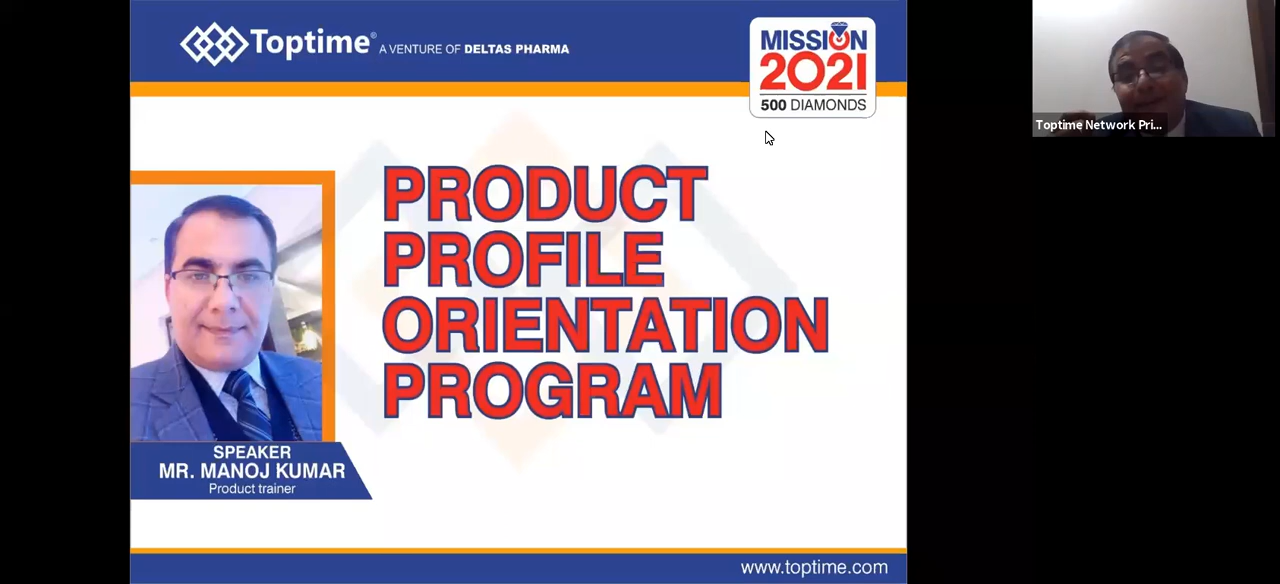 Toptime® A VENTURE OF DELTAS PHARMA
MISSION
2021
500 DIAMONDS
Toptime Network Pri...
PRODUCT
PROFILE
ORIENTATION
PROGRAM
SPEAKER
MR. MANOJ KUMAR
Product trainer
www.toptime.com